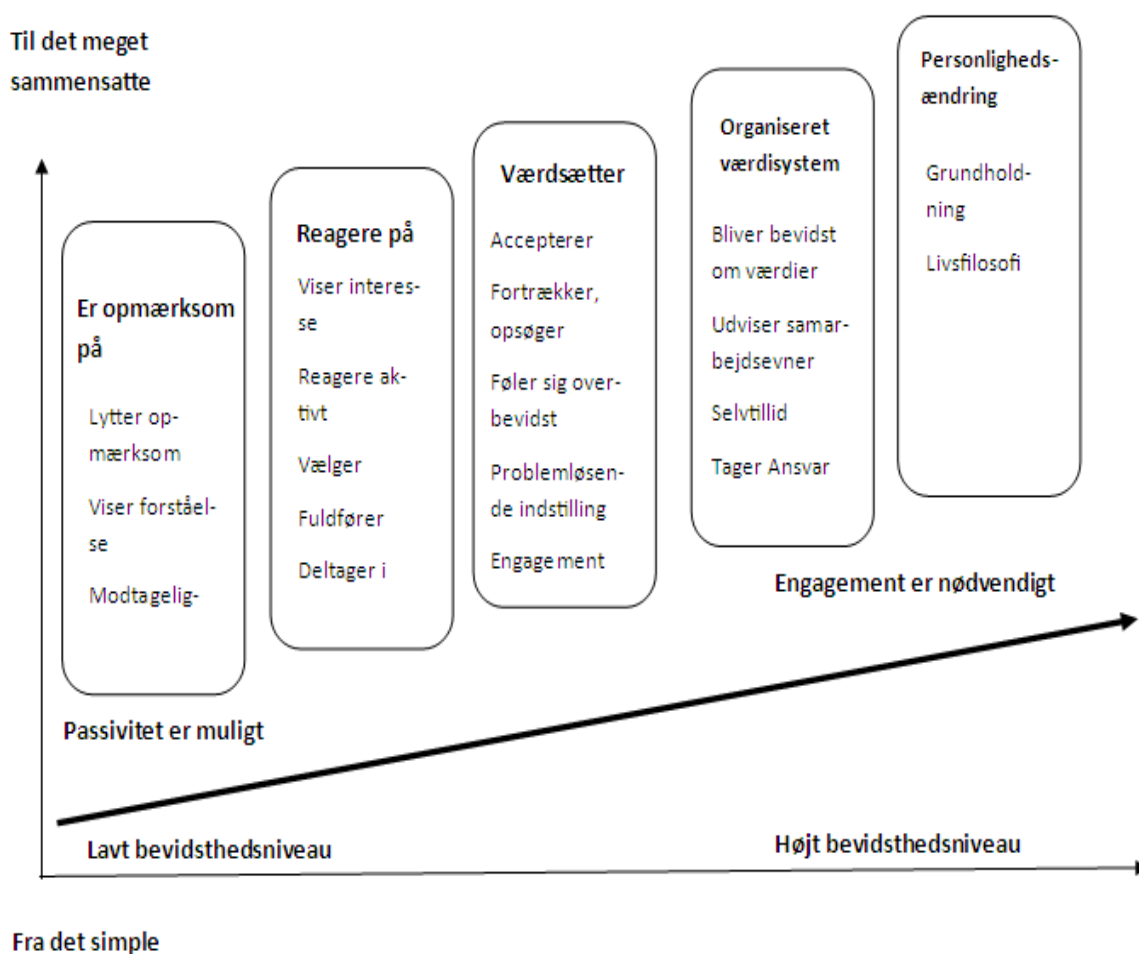 Til det meget
sammensatte
Er opmærksom
på
Lytter op-
mærksom
Viser forståel-
se
Modtagelig-
Reagere på
Viser interes-
se
Reagere ak-
tivt
Vælger
Fuldfører
Deltager i
Værdsætter
Accepterer
Fortrækker,
opsøger
Føler sig over-
bevidst
Problemløsen-
de indstilling
Engagement
Organiseret
værdisystem
Bliver bevidst
om værdier
Udviser samar-
bejdsevner
Selvtillid
Tager Ansvar
Personligheds-
ændring
Grundhold-
ning
Livsfilosofi
Engagement er nødvendigt
Passivitet er muligt
Lavt bevidsthedsniveau
Højt bevidsthedsniveau
Fra det simple